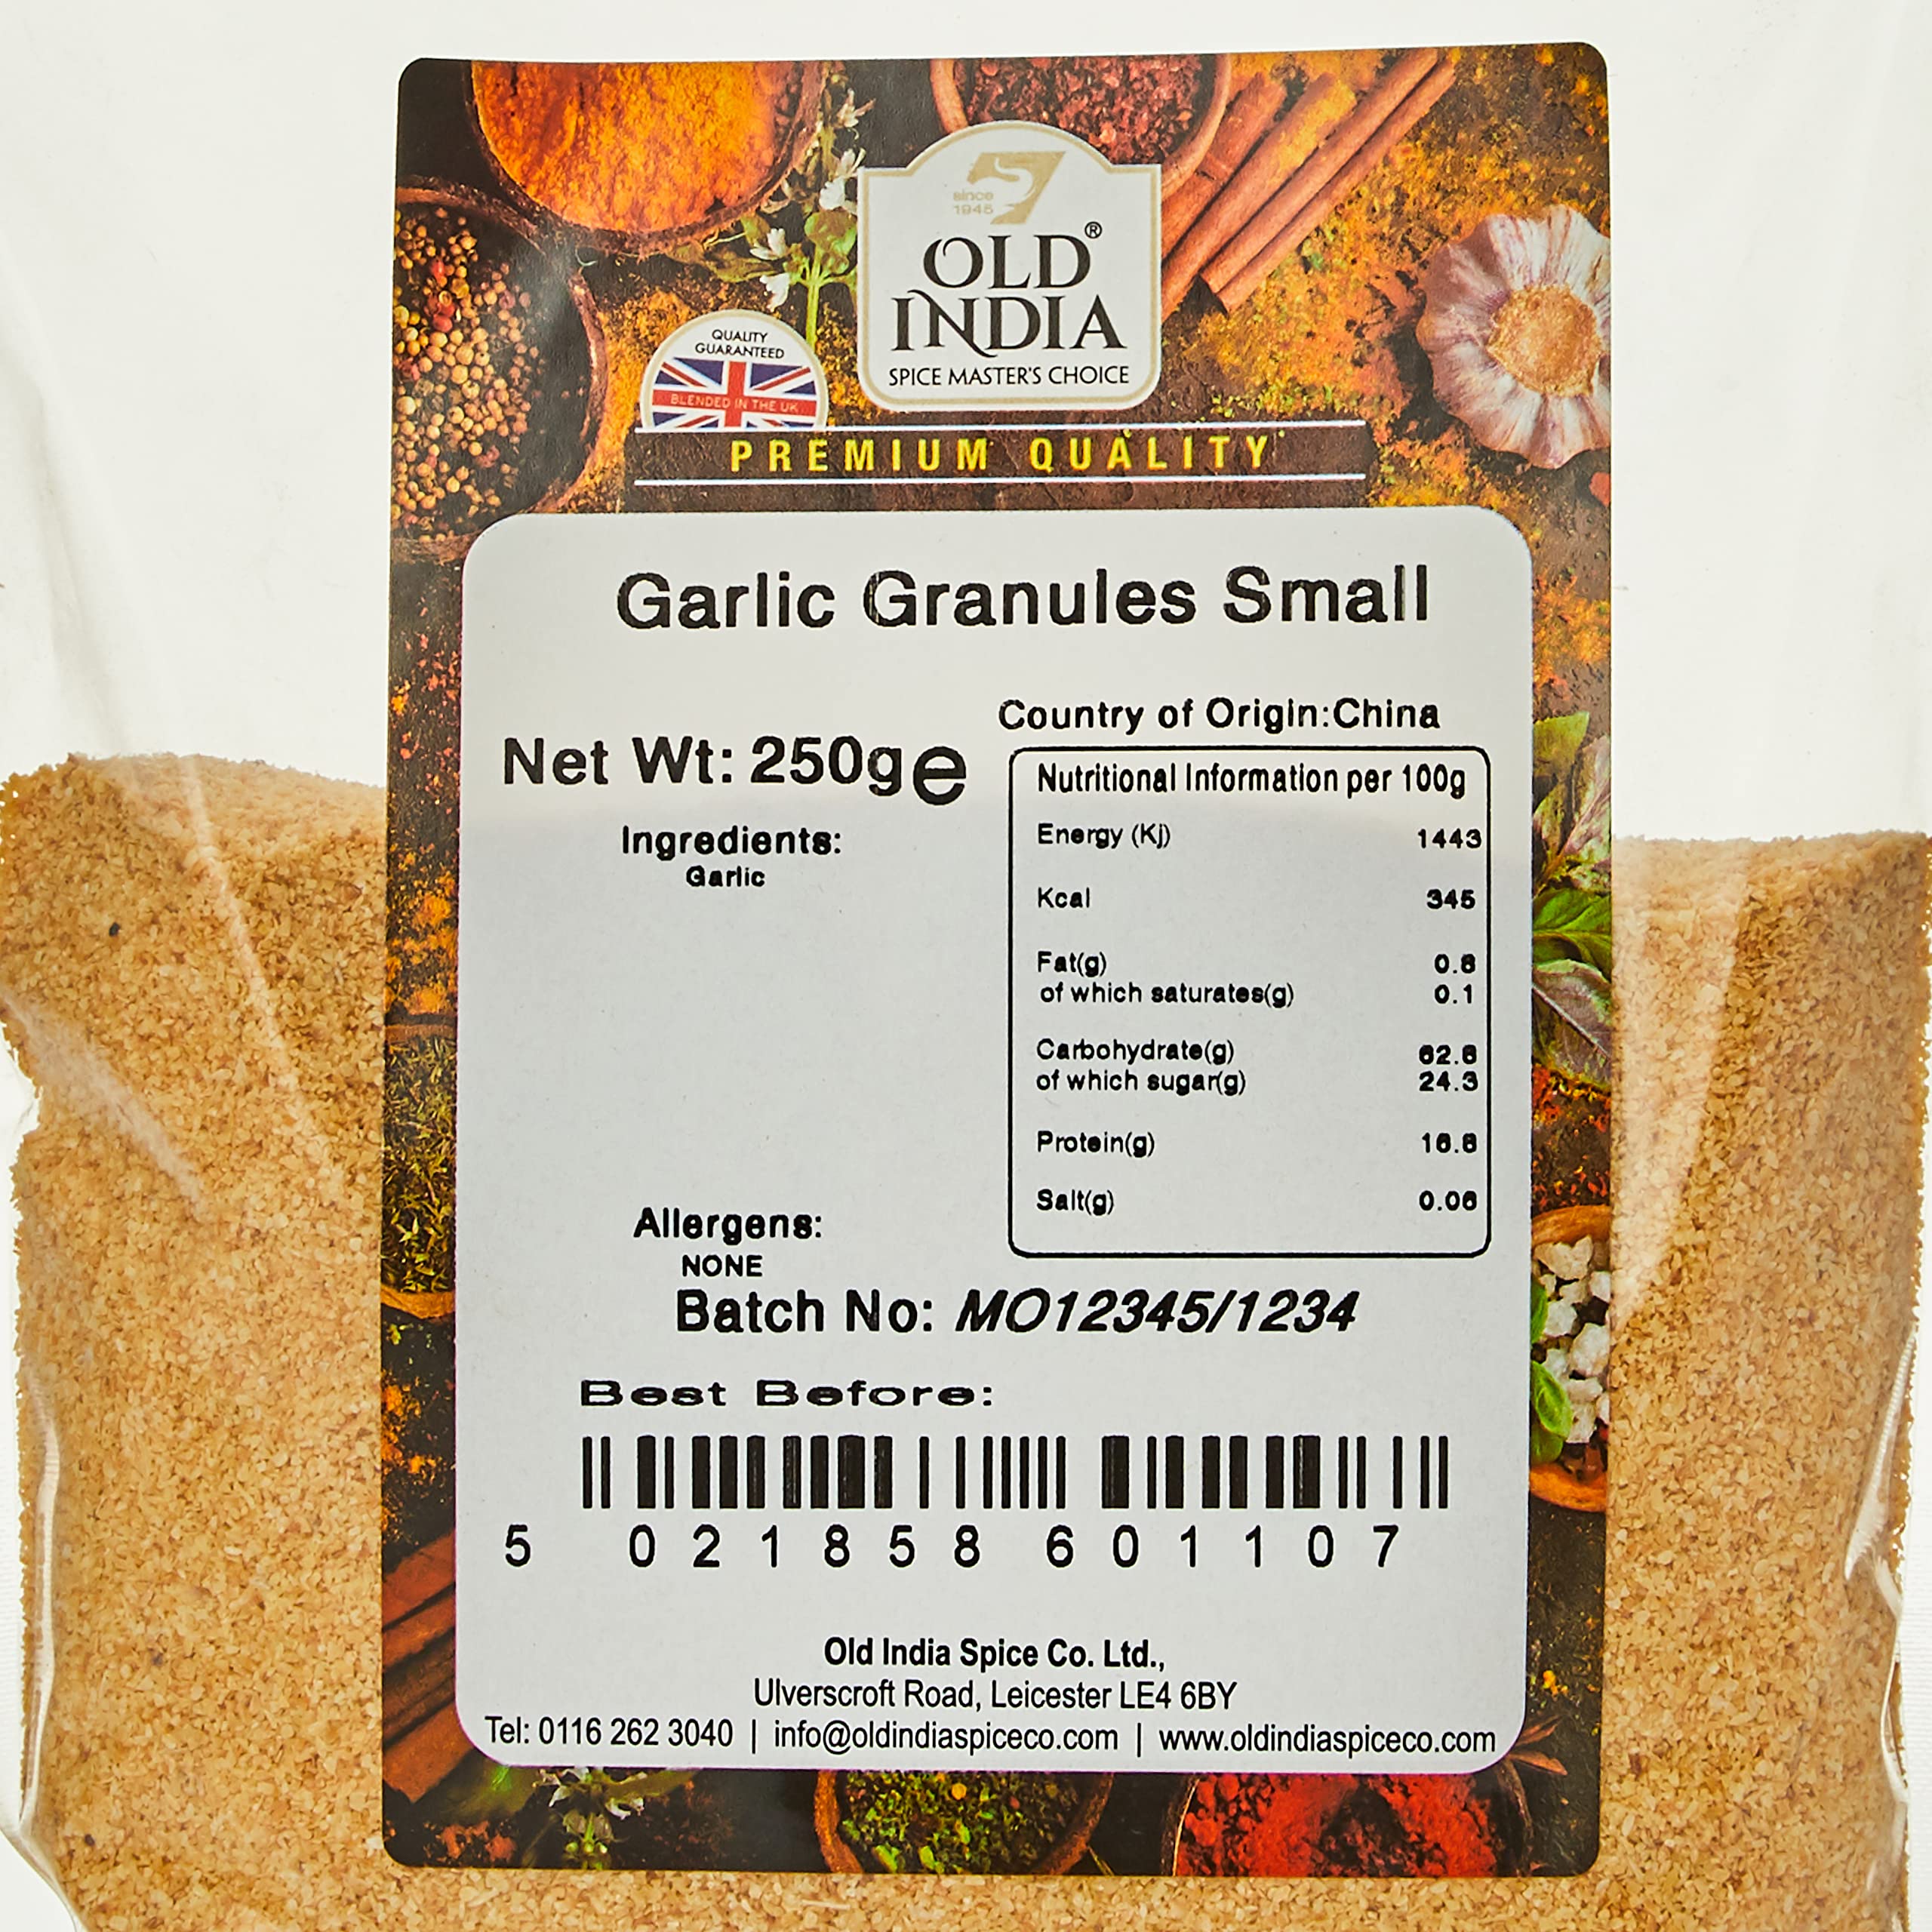 since
1945
OLD®
INDIA
SPICE MASTER'S CHOICE
QUALITY
GUARANTEED
BLENDED IN THE UK
PREMIUM QUALITY
Garlic Granules Small
Country of Origin:China
Net Wt: 250g e
Nutritional Information per 100g
Energy (Kj) 1443
Kcal 345
Fat(g) 0.8
of which saturates(g) 0.1
Carbohydrate(g) 62.8
of which sugar(g) 24.3
Protein(g) 16.8
Salt(g) 0.06
Ingredients:
Garlic
Allergens:
NONE
Batch No: MO12345/1234
Best Before:
5 021858 601107
Old India Spice Co. Ltd.,
Ulverscroft Road, Leicester LE4 6BY
Tel: 0116 262 3040 | info@oldindiaspiceco.com | www.oldindiaspiceco.com